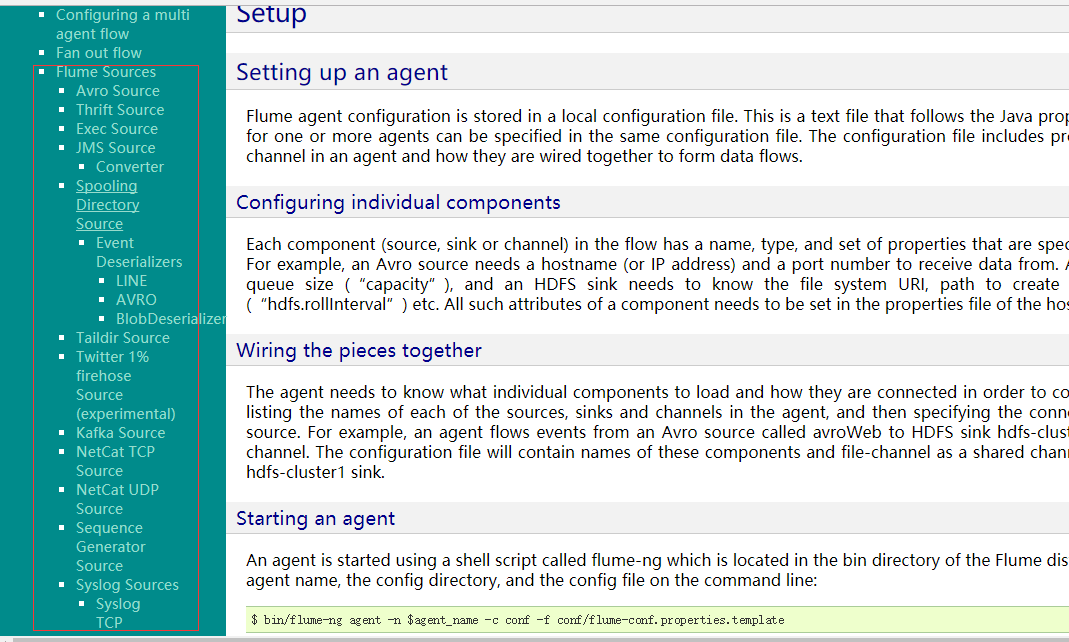 Configuring a multi
agent flow
Fan out flow
Flume Sources
Avro Source
Thrift Source
Exec Source
JMS Source
Converter
Spooling
Directory
Source
Event
Deserializers
LINE
AVRO
BlobDeserializer
Taildir Source
Twitter 1%
firehose
Source
(experimental)
Kafka Source
NetCat TCP
Source
NetCat UDP
Source
Sequence
Generator
Source
Syslog Sources
Syslog
TCP
Setup
Setting up an agent
Flume agent configuration is stored in a local configuration file. This is a text file that follows the Java prop
for one or more agents can be specified in the same configuration file. The configuration file includes pr
channel in an agent and how they are wired together to form data flows.
Configuring individual components
Each component (source, sink or channel) in the flow has a name, type, and set of properties that are spec
For example, an Avro source needs a hostname (or IP address) and a port number to receive data from. A
queue size (“capacity”), and an HDFS sink needs to know the file system URI, path to create
(“hdfs.rollInterval”) etc. All such attributes of a component needs to be set in the properties file of the hos
Wiring the pieces together
The agent needs to know what individual components to load and how they are connected in order to co
listing the names of each of the sources, sinks and channels in the agent, and then specifying the conn
source. For example, an agent flows events from an Avro source called avroWeb to HDFS sink hdfs-clust
channel. The configuration file will contain names of these components and file-channel as a shared chann
hdfs-cluster1 sink.
Starting an agent
An agent is started using a shell script called flume-ng which is located in the bin directory of the Flume dis
agent name, the config directory, and the config file on the command line:
$ bin/flume-ng agent -n $agent_name -c conf -f conf/flume-conf.properties.template